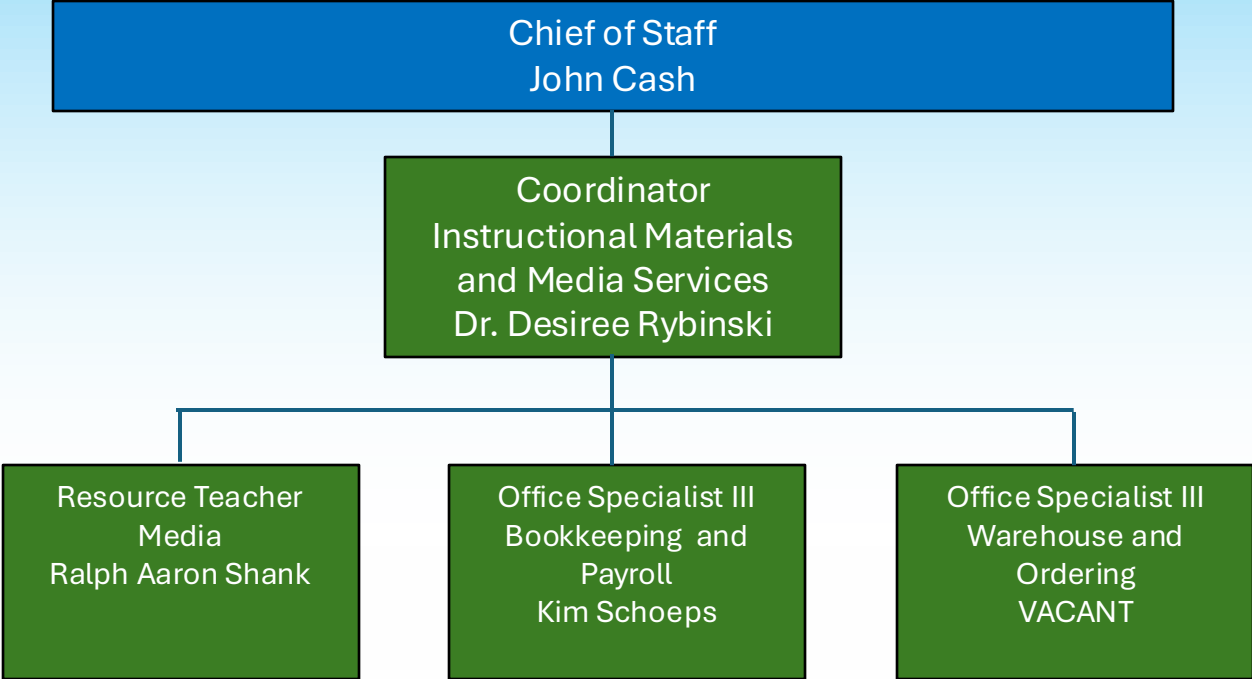 Chief of Staff
John Cash
Coordinator
Instructional Materials
and Media Services
Dr. Desiree Rybinski
Resource Teacher
Media
Ralph Aaron Shank
Office Specialist III
Bookkeeping and
Payroll
Kim Schoeps
Office Specialist III
Warehouse and
Ordering
VACANT